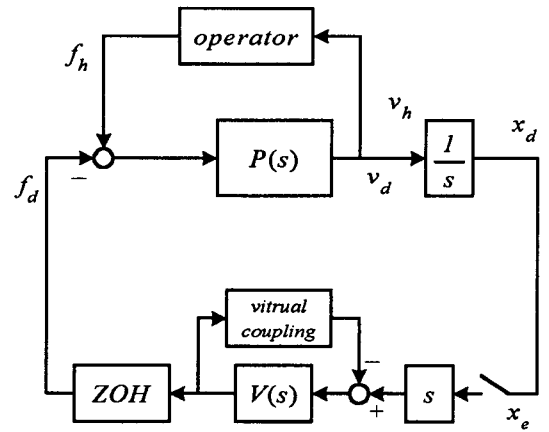 operator
f_h
v_h
x_d
P(s)
1/s
−
f_d
v_d
vitrual
coupling
−
ZOH
V(s)
+
s
x_e